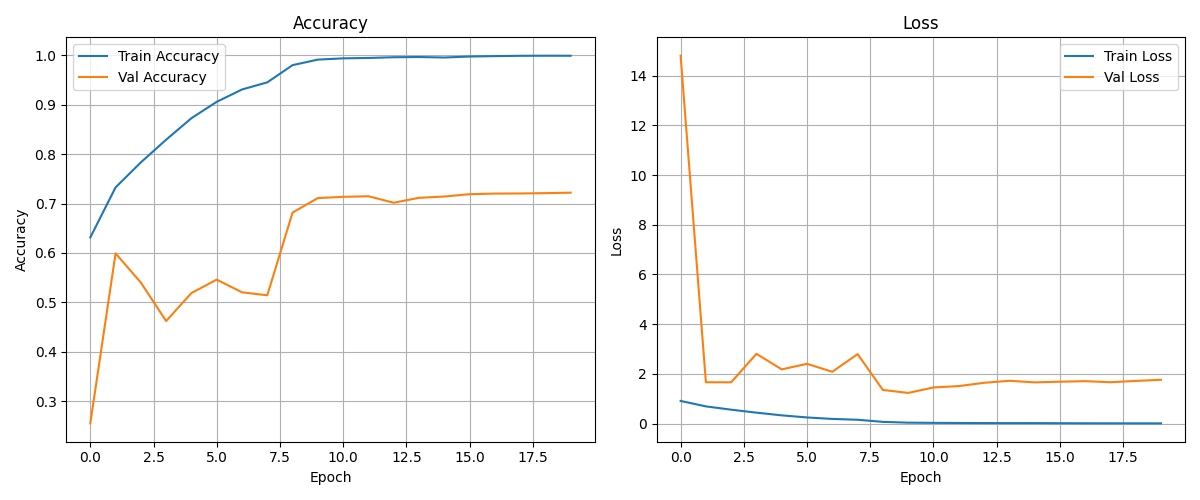 Accuracy
1.0
0.9
0.8
0.7
0.6
0.5
0.4
0.3
Accuracy
Train Accuracy
Val Accuracy
0.0 2.5 5.0 7.5 10.0 12.5 15.0 17.5
Epoch
Loss
14
12
10
8
6
4
2
0
Loss
Train Loss
Val Loss
0.0 2.5 5.0 7.5 10.0 12.5 15.0 17.5
Epoch